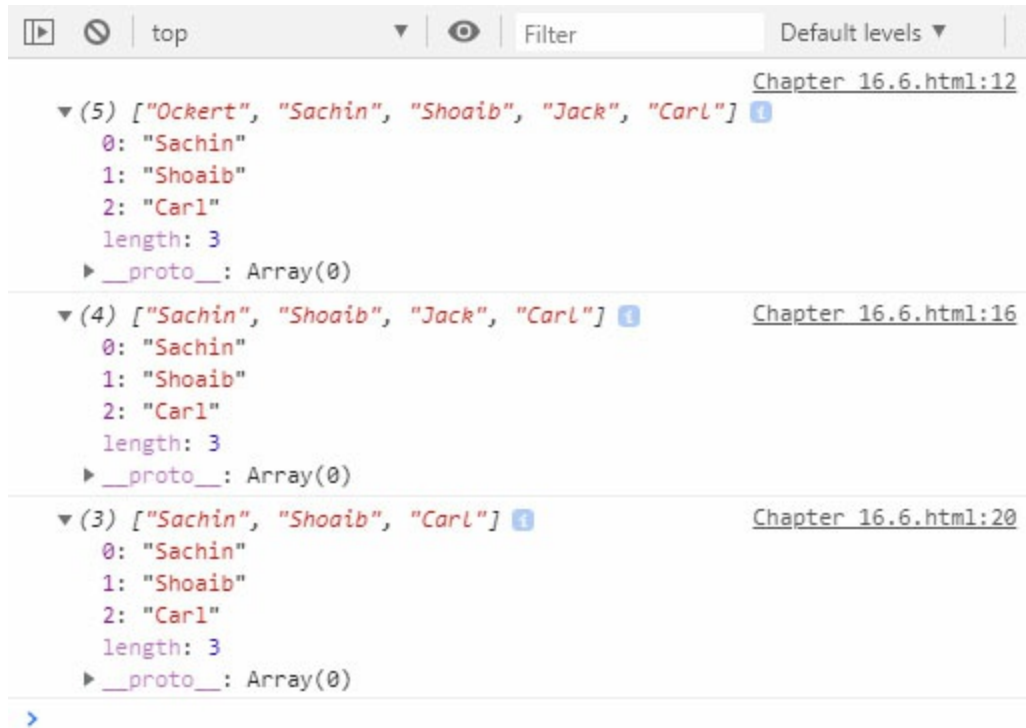 top Filter Default levels
Chapter 16.6.html:12
(5) ["Ockert", "Sachin", "Shoaib", "Jack", "Carl"] i
0: "Sachin"
1: "Shoaib"
2: "Carl"
length: 3
__proto__: Array(0)
(4) ["Sachin", "Shoaib", "Jack", "Carl"] i Chapter 16.6.html:16
0: "Sachin"
1: "Shoaib"
2: "Carl"
length: 3
__proto__: Array(0)
(3) ["Sachin", "Shoaib", "Carl"] i Chapter 16.6.html:20
0: "Sachin"
1: "Shoaib"
2: "Carl"
length: 3
__proto__: Array(0)
>